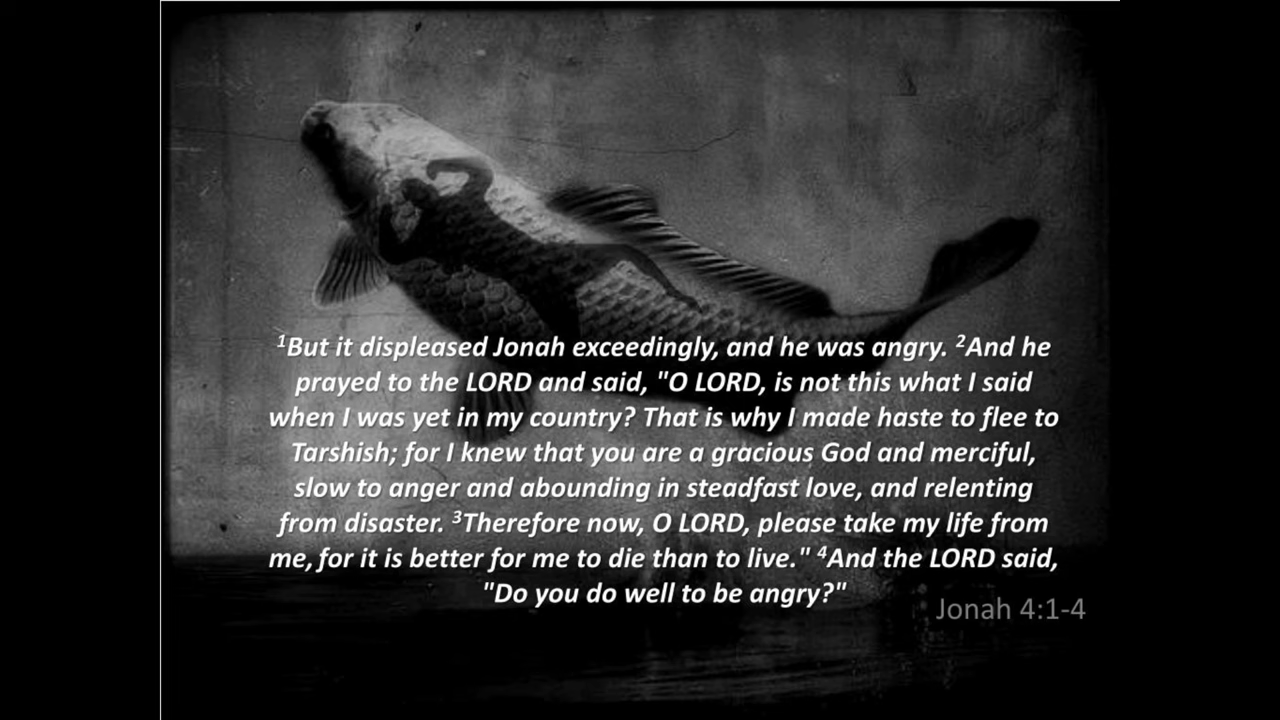 ¹But it displeased Jonah exceedingly, and he was angry. ²And he
prayed to the LORD and said, "O LORD, is not this what I said
when I was yet in my country? That is why I made haste to flee to
Tarshish; for I knew that you are a gracious God and merciful,
slow to anger and abounding in steadfast love, and relenting
from disaster. ³Therefore now, O LORD, please take my life from
me, for it is better for me to die than to live." ⁴And the LORD said,
"Do you do well to be angry?"
Jonah 4:1-4